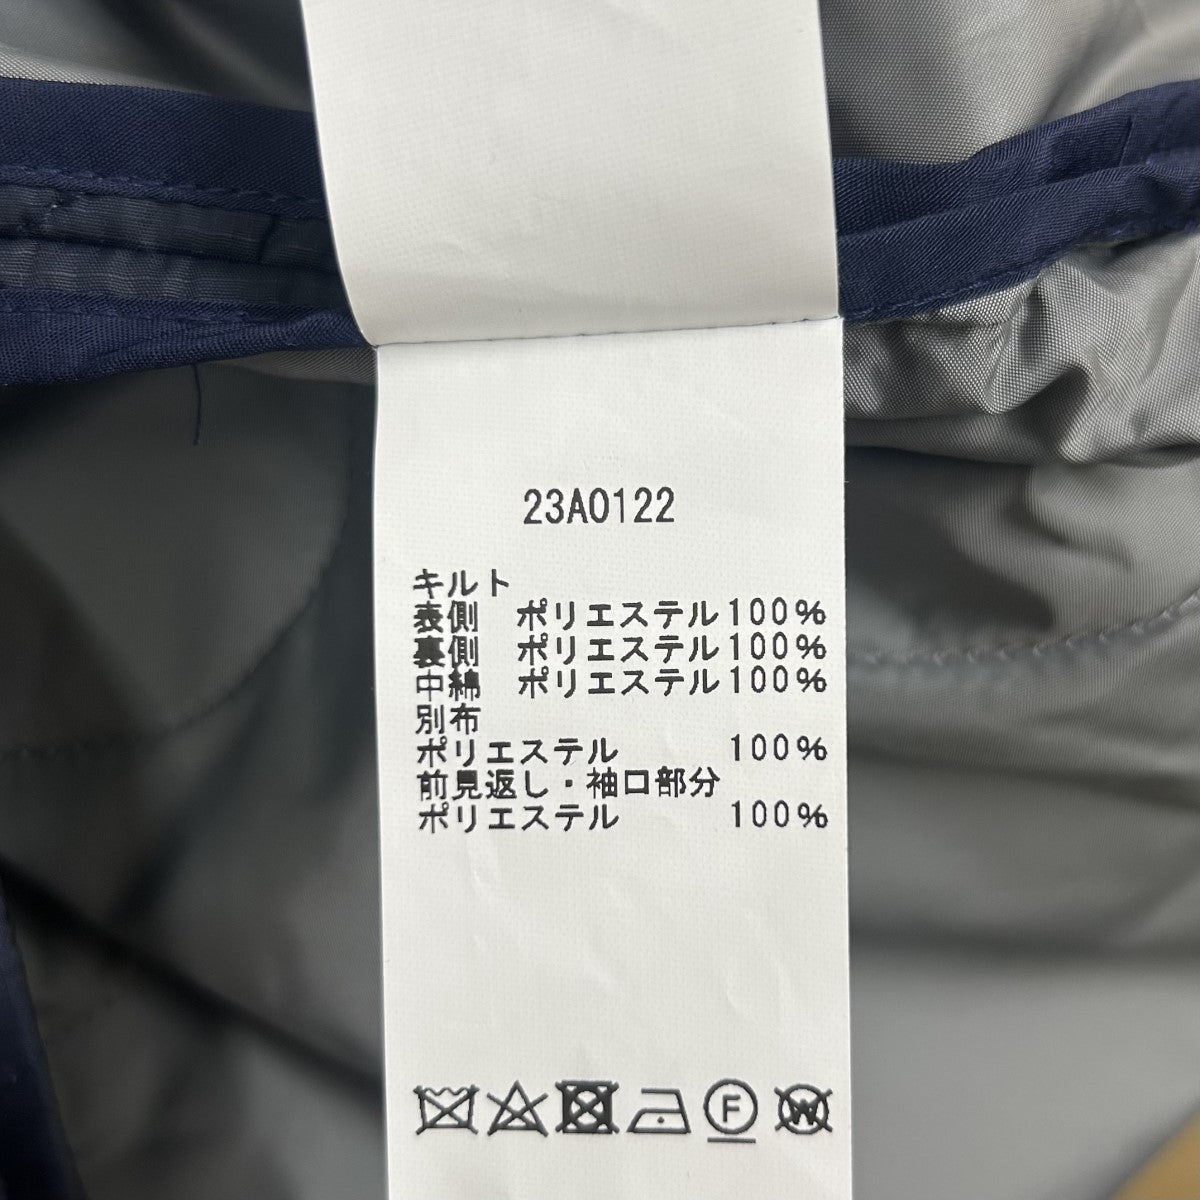 23A0122
キルト
表側 ポリエステル100%
裏側 ポリエステル100%
中綿 ポリエステル100%
別布
ポリエステル 100%
前見返し・袖口部分
ポリエステル 100%
F W